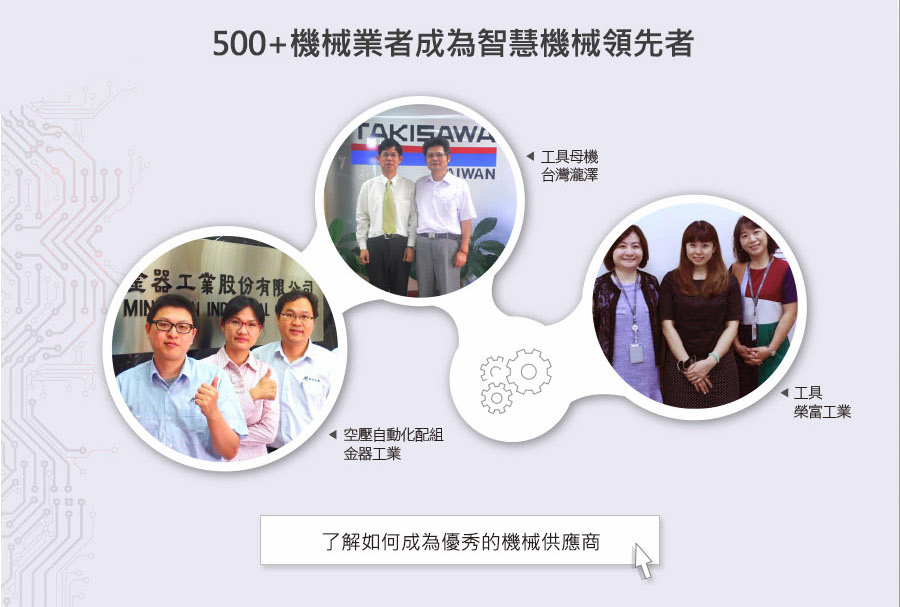 500+機械業者成為智慧機械領先者
TAKISAWA
TAIWAN
工具母機
台灣瀧澤
金器工業股份有限公司
工具
榮富工業
空壓自動化配組
金器工業
了解如何成為優秀的機械供應商